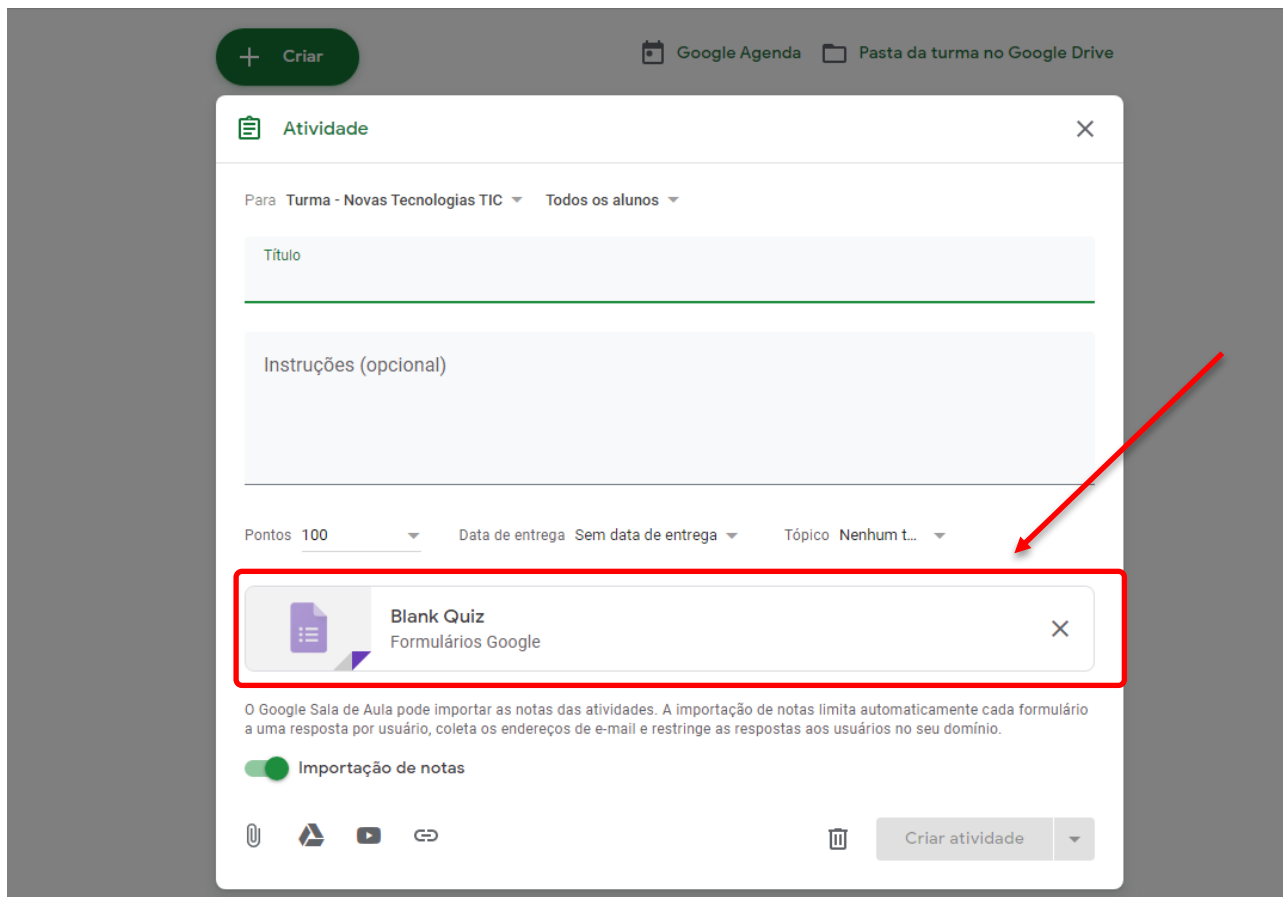 Criar
Google Agenda
Pasta da turma no Google Drive
Atividade
Para Turma - Novas Tecnologias TIC Todos os alunos
Título
Instruções (opcional)
Pontos 100 Data de entrega Sem data de entrega Tópico Nenhum t...
Blank Quiz
Formulários Google
O Google Sala de Aula pode importar as notas das atividades. A importação de notas limita automaticamente cada formulário
a uma resposta por usuário, coleta os endereços de e-mail e restringe as respostas aos usuários no seu domínio.
Importação de notas
Criar atividade